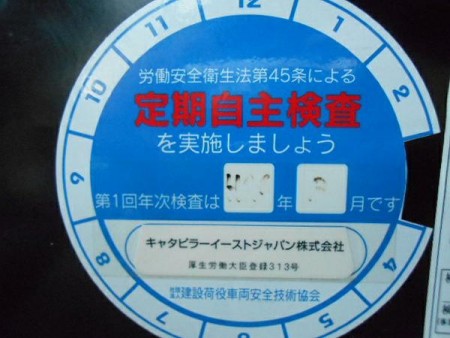 12
1
2
4
5
7
8
9
10
11
労働安全衛生法第45条による
定期自主検査
を実施しましょう
第1回年次検査は 年 月です
キャタピラーイーストジャパン株式会社
厚生労働大臣登録313号
建設荷役車両安全技術協会